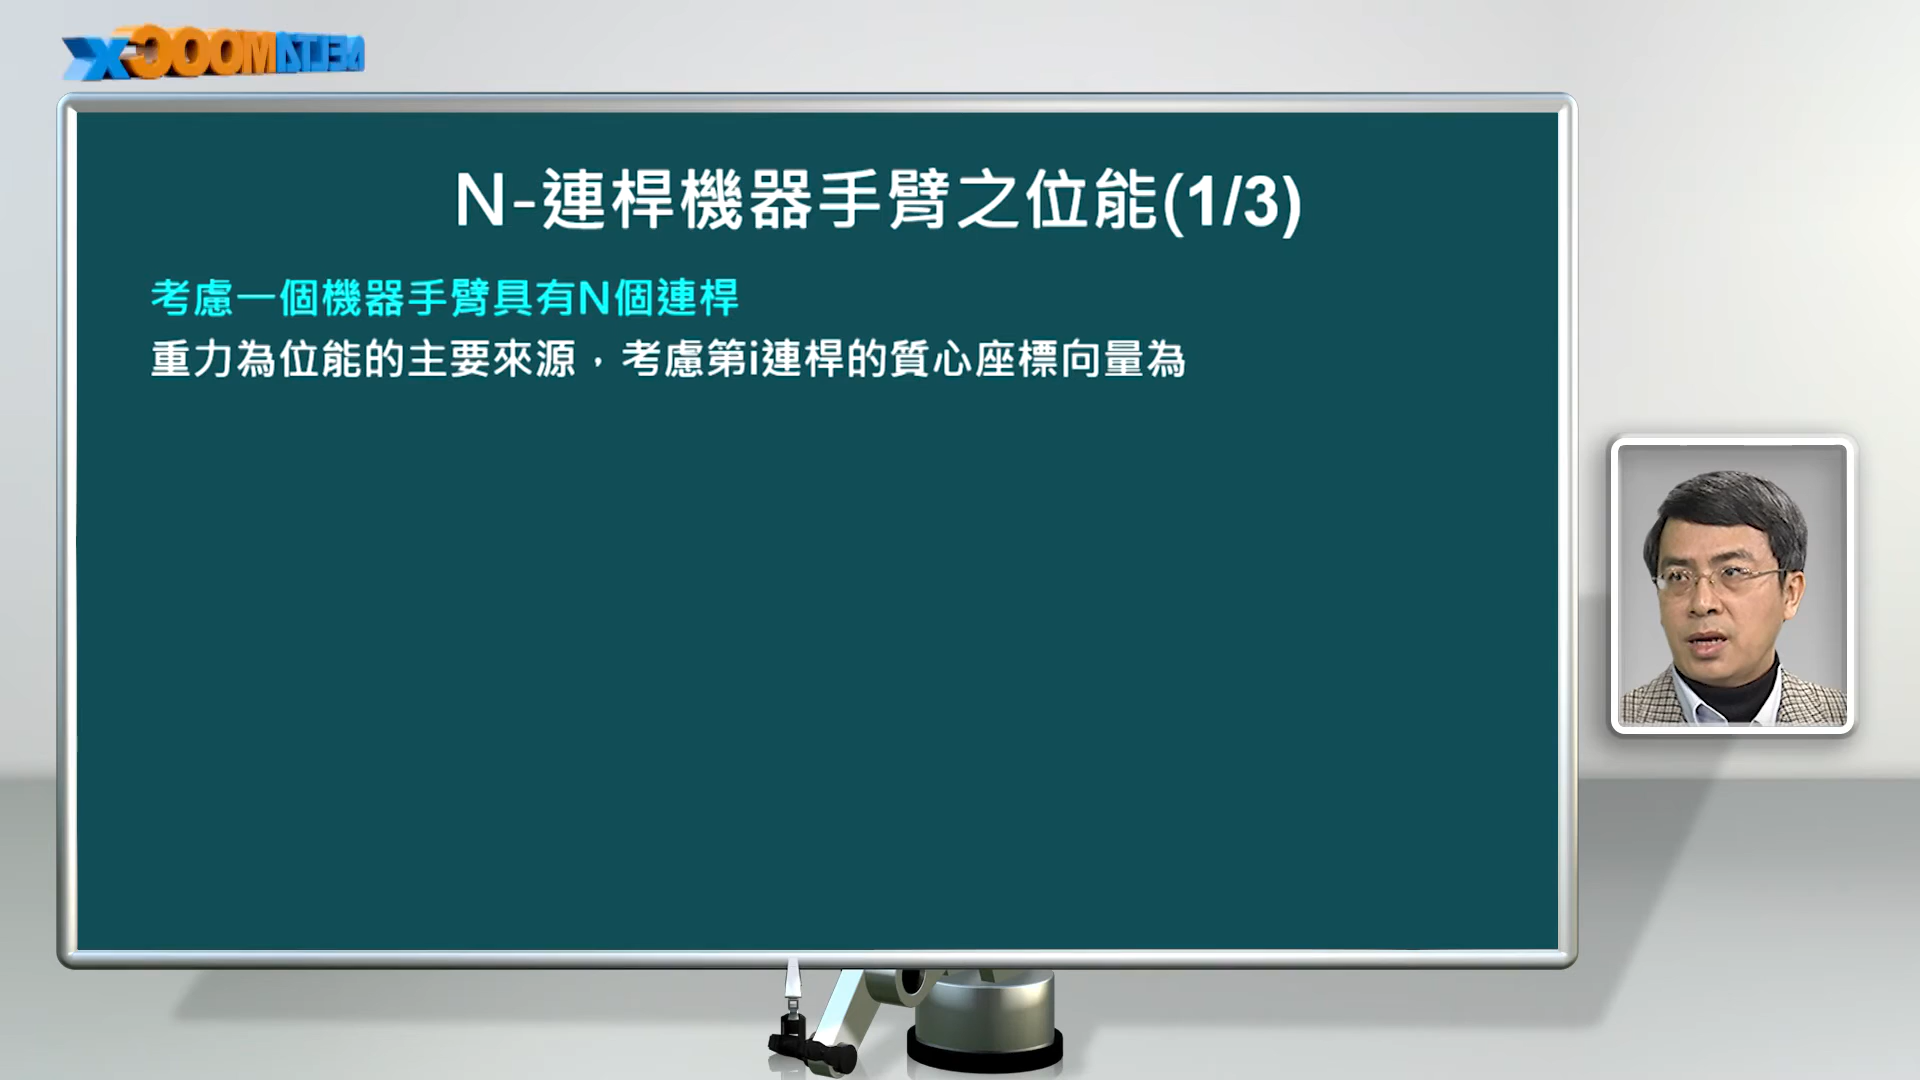 DELTAMOOCx
N-連桿機器手臂之位能(1/3)
考慮一個機器手臂具有N個連桿
重力為位能的主要來源，考慮第i連桿的質心座標向量為